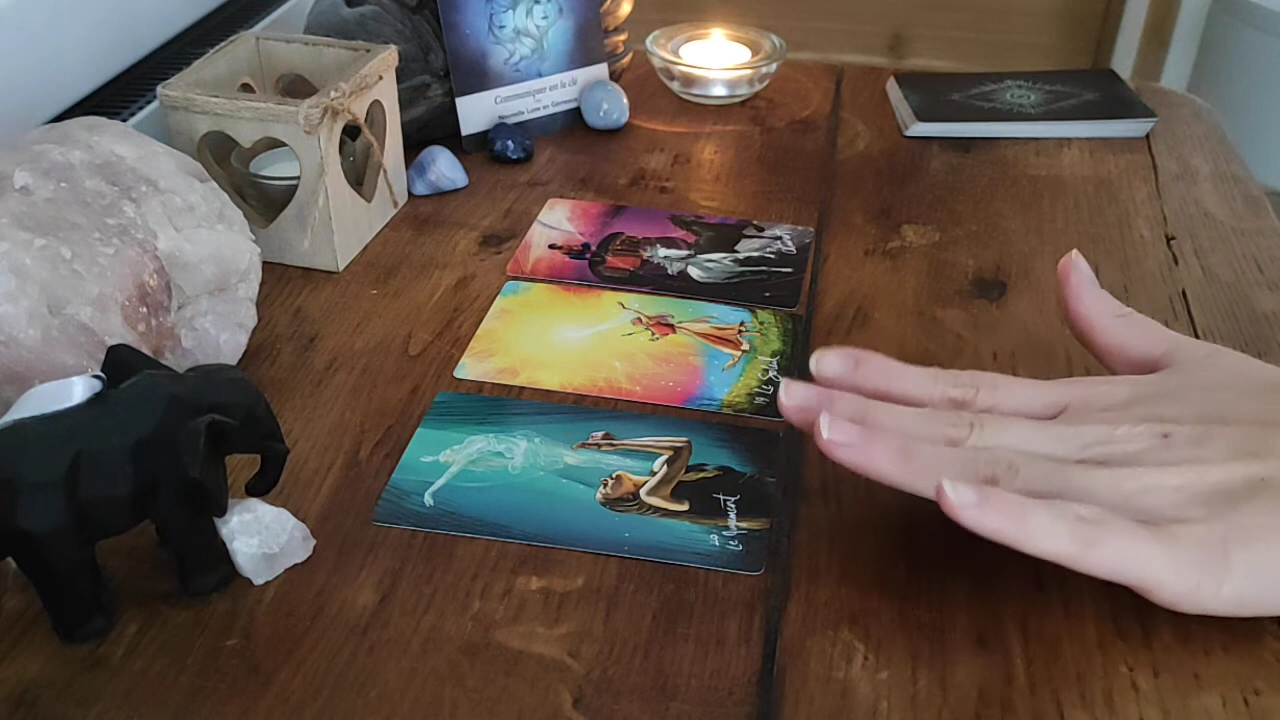 Communiquer est la clé
Nouvelle Lune en Gémeaux
19 Le Soleil
20
Le Jugement